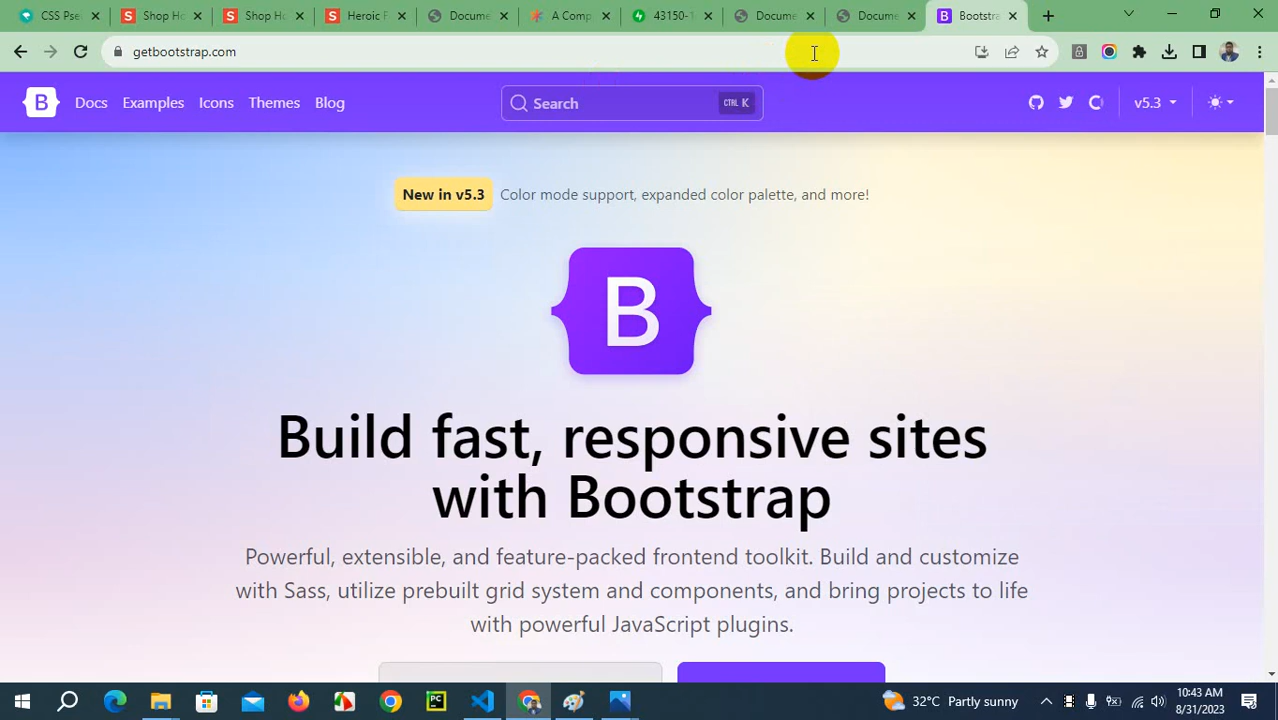 CSS Pse
Shop Ho
Shop Ho
Heroic F
Docume
A Comp
43150-1
Docume
Docume
Bootstra
getbootstrap.com
B
Docs
Examples
Icons
Themes
Blog
Search
CTRL K
v5.3
New in v5.3
Color mode support, expanded color palette, and more!
B
Build fast, responsive sites
with Bootstrap
Powerful, extensible, and feature-packed frontend toolkit. Build and customize
with Sass, utilize prebuilt grid system and components, and bring projects to life
with powerful JavaScript plugins.
PC
32°C Partly sunny
10:43 AM
8/31/2023